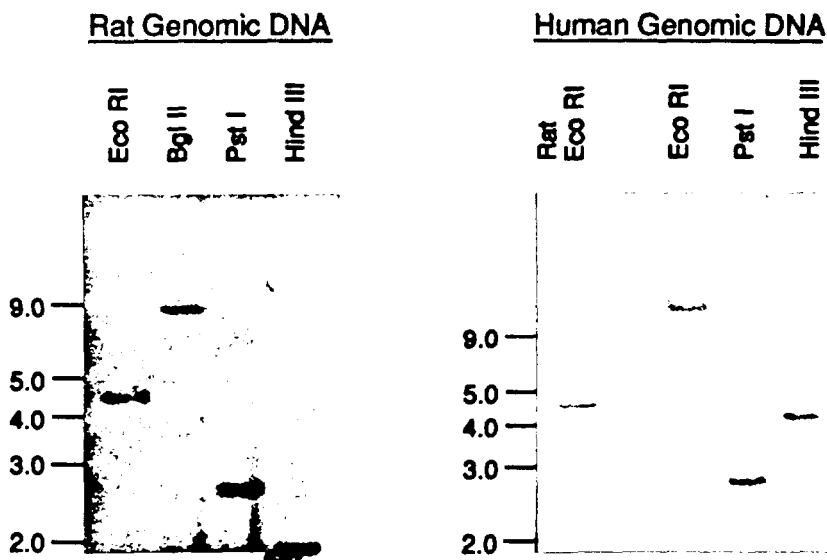 Rat Genomic DNA
Eco RI
Bgl II
Pst I
Hind III
9.0
5.0
4.0
3.0
2.0
Human Genomic DNA
Rat
Eco RI
Eco RI
Pst I
Hind III
9.0
5.0
4.0
3.0
2.0